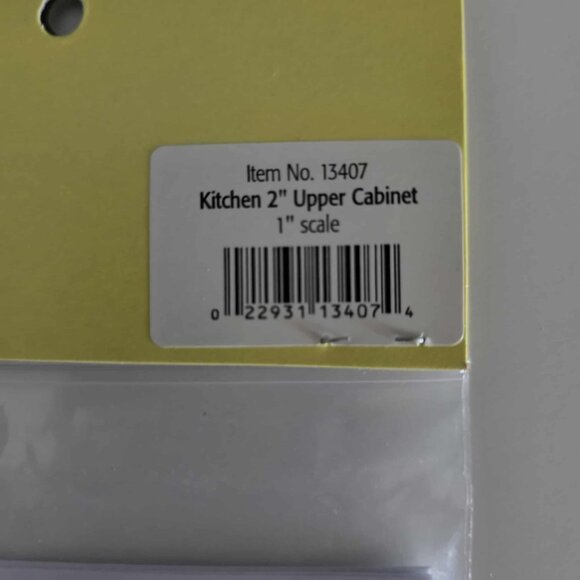 Item No. 13407
Kitchen 2" Upper Cabinet
1" scale
0 22931 13407 4